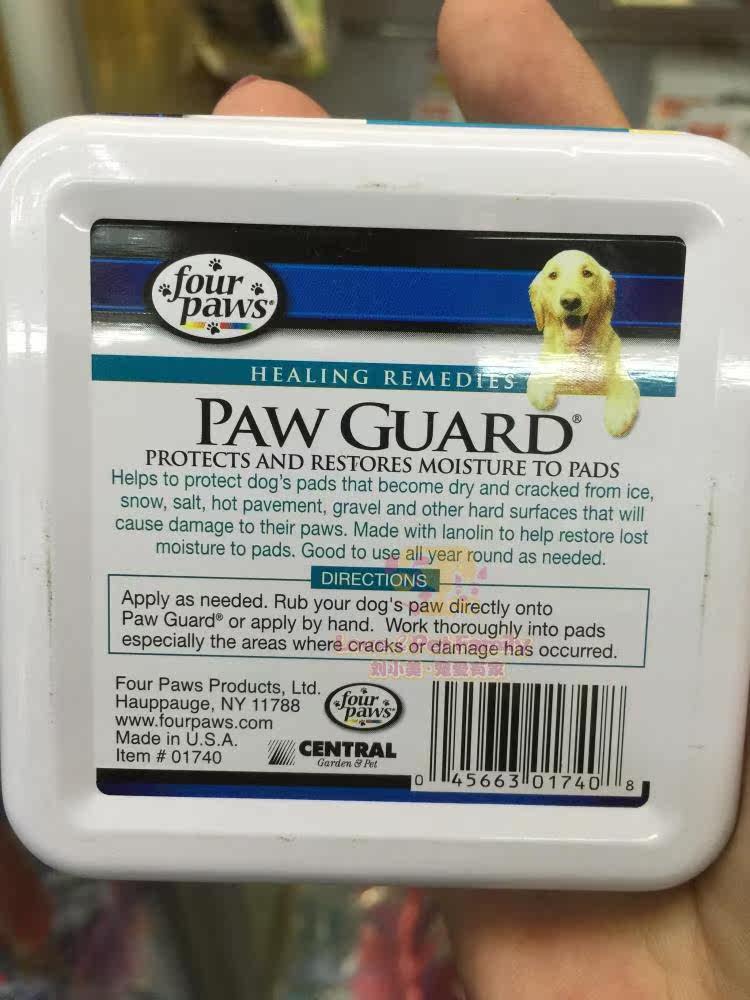 four
paws®
HEALING REMEDIES
PAW GUARD®
PROTECTS AND RESTORES MOISTURE TO PADS
Helps to protect dog's pads that become dry and cracked from ice,
snow, salt, hot pavement, gravel and other hard surfaces that will
cause damage to their paws. Made with lanolin to help restore lost
moisture to pads. Good to use all year round as needed.
DIRECTIONS
Apply as needed. Rub your dog's paw directly onto
Paw Guard® or apply by hand. Work thoroughly into pads
especially the areas where cracks or damage has occurred.
Four Paws Products, Ltd.
Hauppauge, NY 11788
www.fourpaws.com
Made in U.S.A.
Item # 01740
four
paws®
CENTRAL
Garden & Pet
0 45663 01740 8